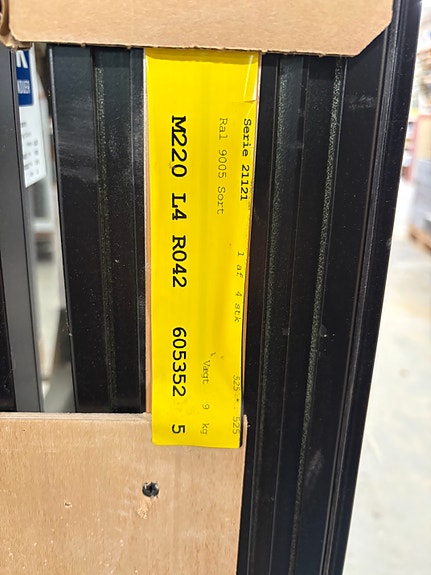 Serie 21121 1 af 4 stk 525 * 525
Ral 9005 Sort
Vægt 9 kg
M220 L4 R042 605352 5